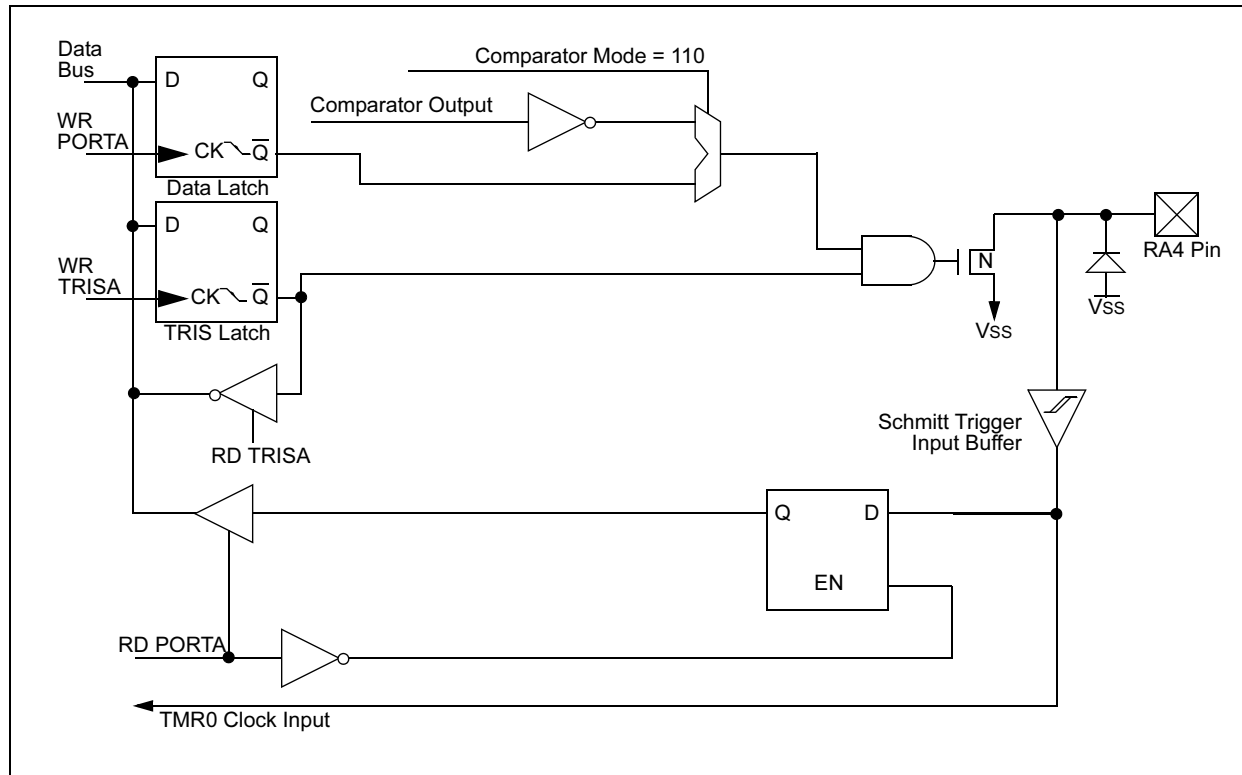 Data
Bus
D
Q
WR
PORTA
CK
Q̅
Data Latch
Comparator Mode = 110
Comparator Output
D
Q
WR
TRISA
CK
Q̅
TRIS Latch
RD TRISA
N
VSS
VSS
RA4 Pin
Schmitt Trigger
Input Buffer
Q
D
EN
RD PORTA
TMR0 Clock Input